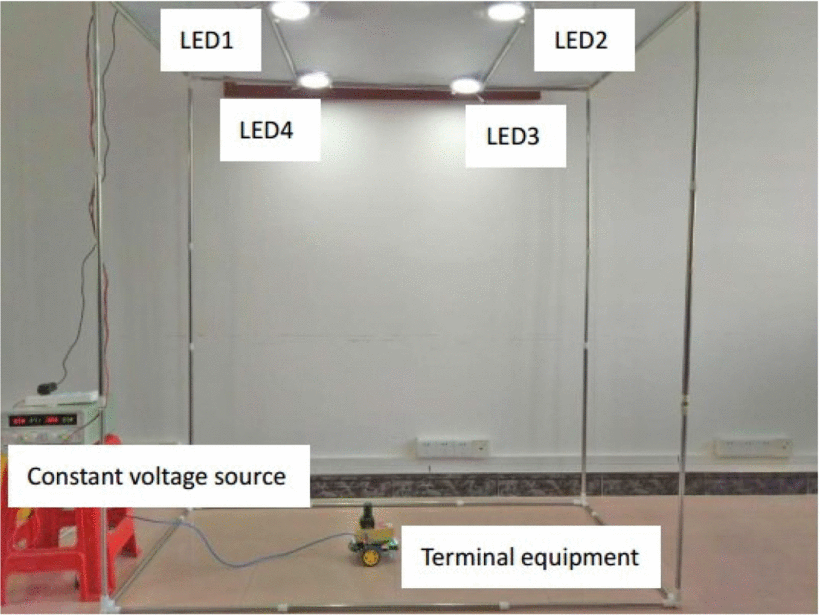 LED1
LED2
LED4
LED3
Constant voltage source
Terminal equipment